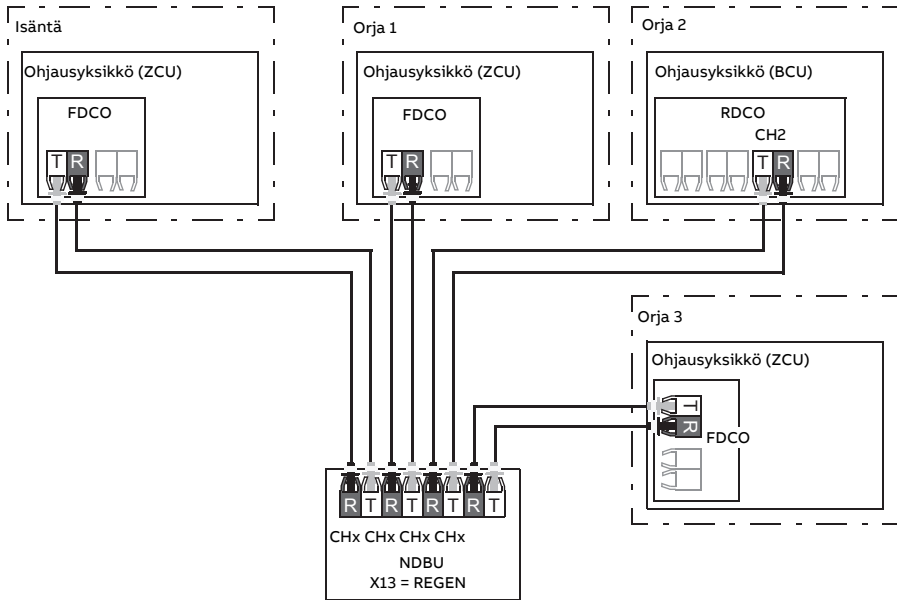 Isäntä
Ohjausyksikkö (ZCU)
FDCO
T R
Orja 1
Ohjausyksikkö (ZCU)
FDCO
T R
Orja 2
Ohjausyksikkö (BCU)
RDCO
CH2
T R
Orja 3
Ohjausyksikkö (ZCU)
T
R
FDCO
R T R T R T R T
CHx CHx CHx CHx
NDBU
X13 = REGEN